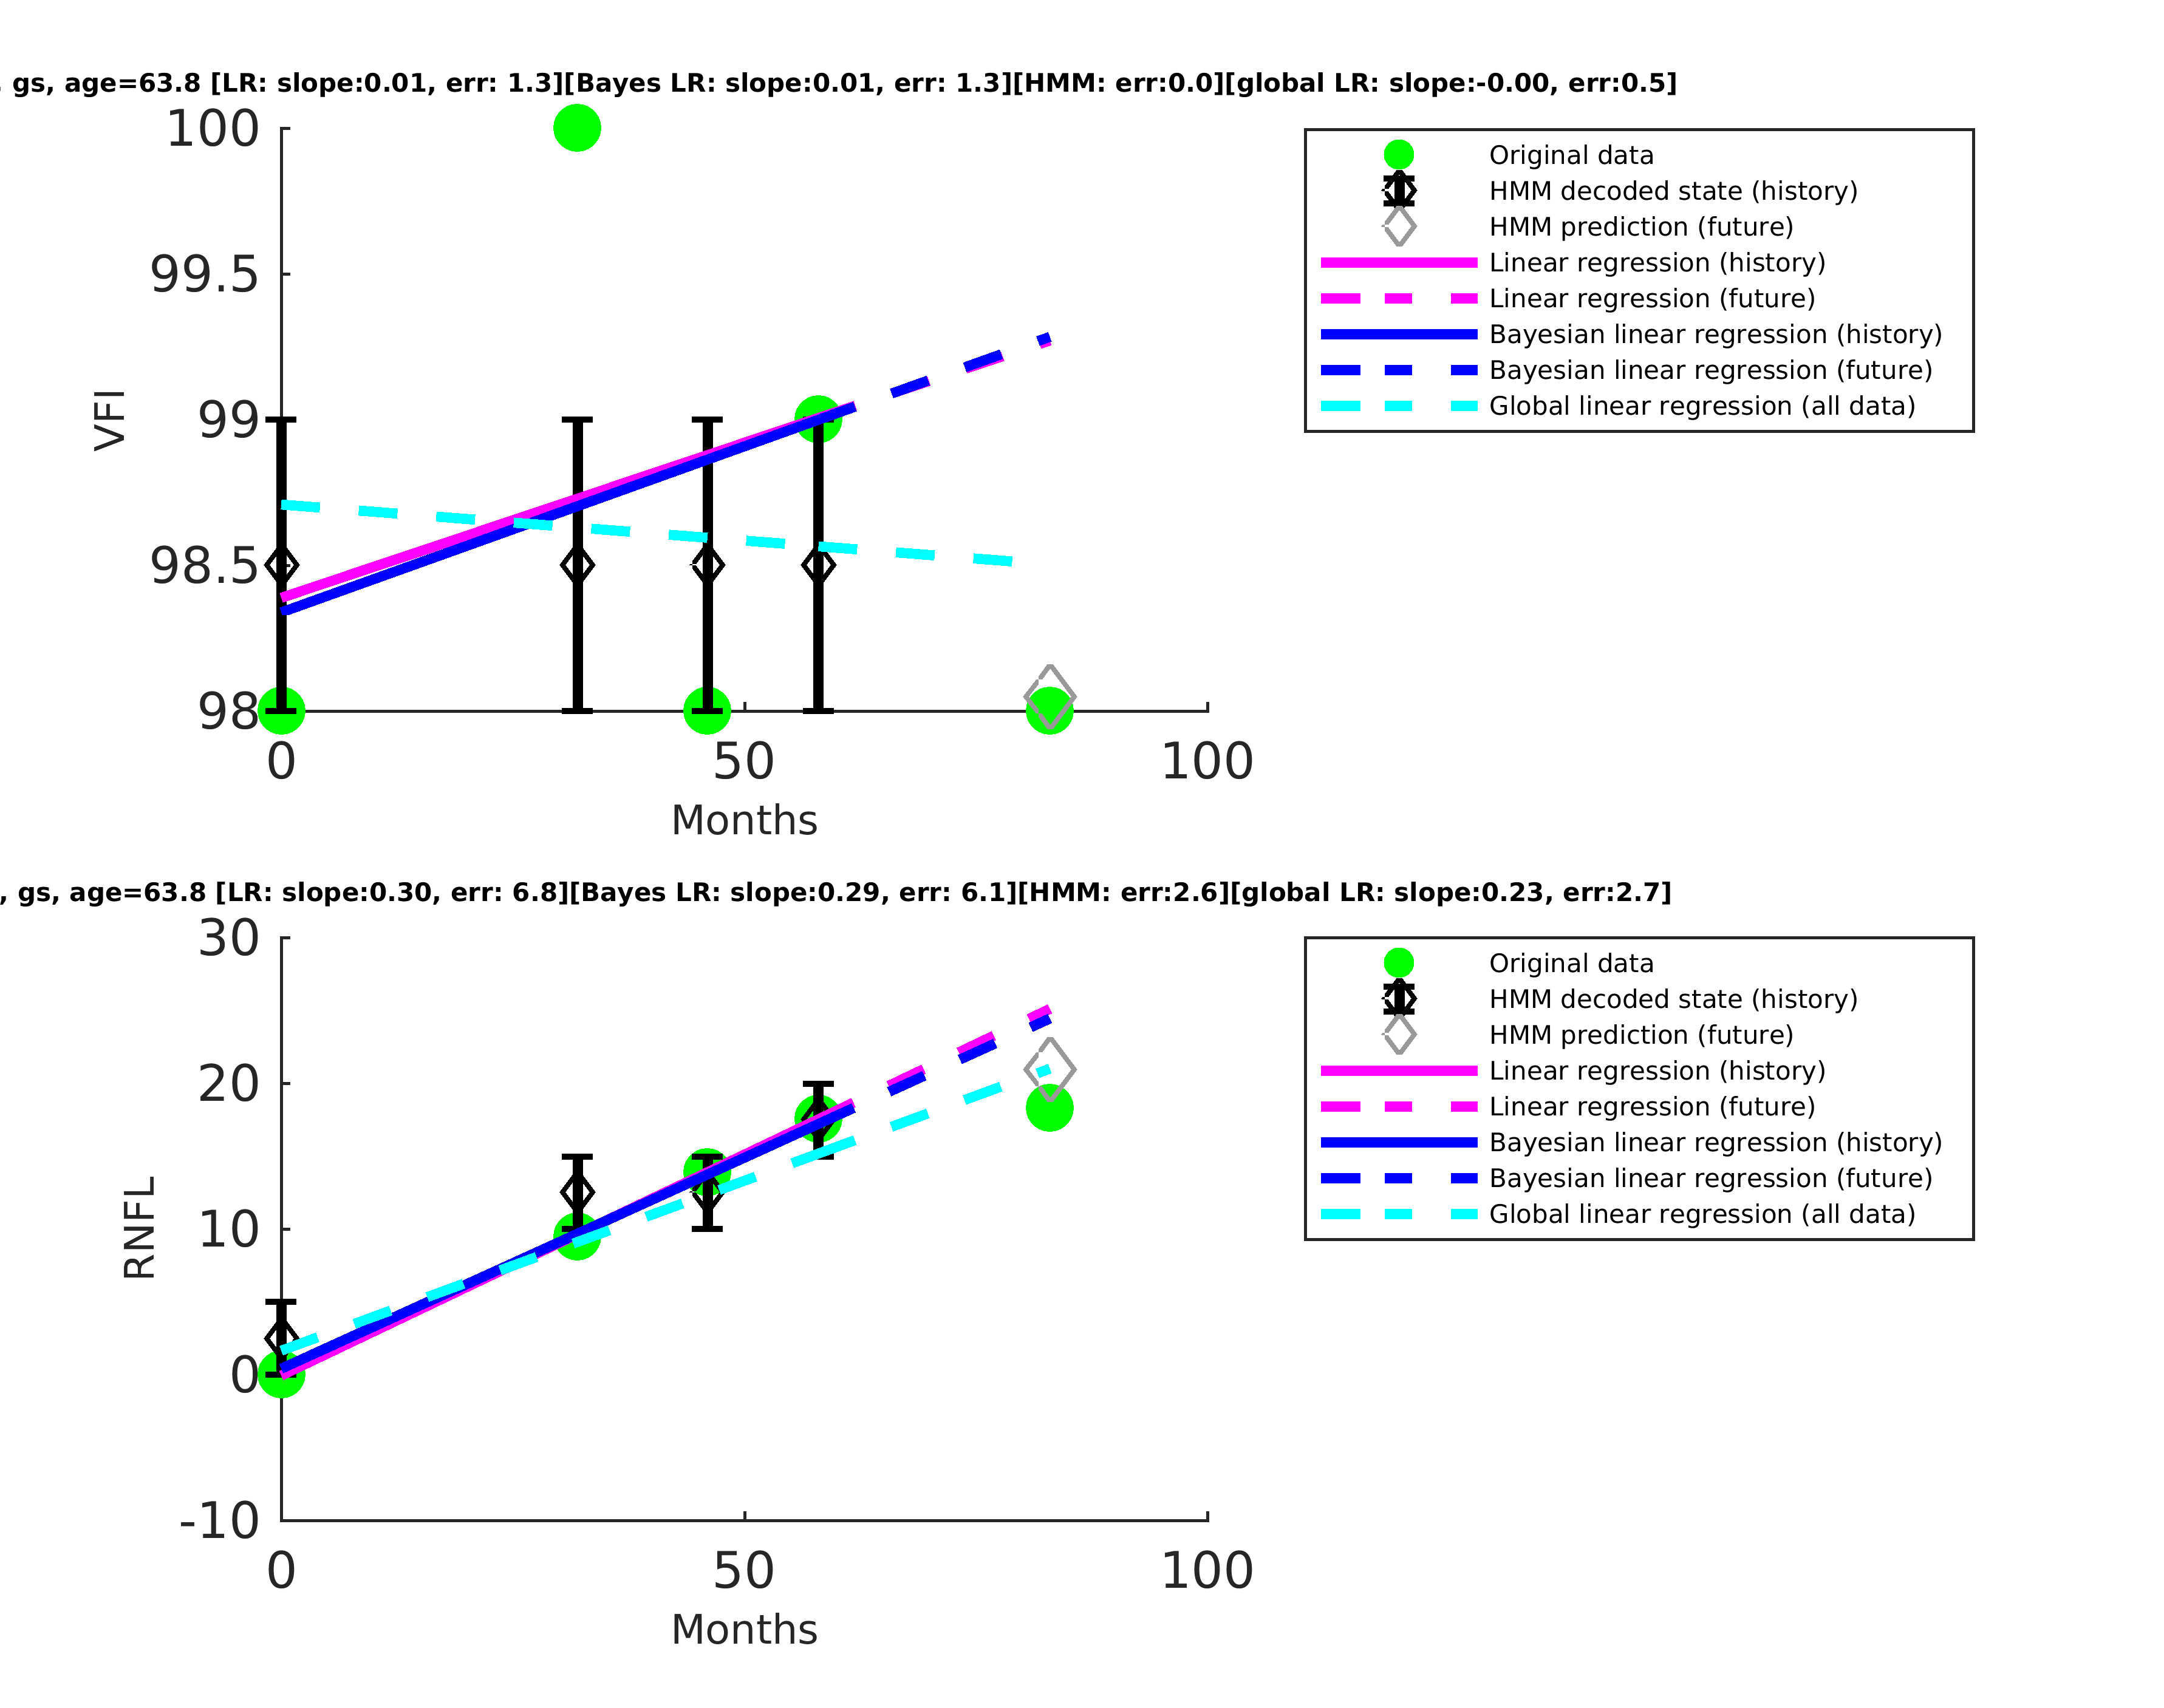 , gs, age=63.8 [LR: slope:0.01, err: 1.3][Bayes LR: slope:0.01, err: 1.3][HMM: err:0.0][global LR: slope:-0.00, err:0.5]
100
99.5
99
98.5
98
VFI
0
50
100
Months
Original data
HMM decoded state (history)
HMM prediction (future)
Linear regression (history)
Linear regression (future)
Bayesian linear regression (history)
Bayesian linear regression (future)
Global linear regression (all data)
, gs, age=63.8 [LR: slope:0.30, err: 6.8][Bayes LR: slope:0.29, err: 6.1][HMM: err:2.6][global LR: slope:0.23, err:2.7]
30
20
10
0
-10
RNFL
0
50
100
Months
Original data
HMM decoded state (history)
HMM prediction (future)
Linear regression (history)
Linear regression (future)
Bayesian linear regression (history)
Bayesian linear regression (future)
Global linear regression (all data)